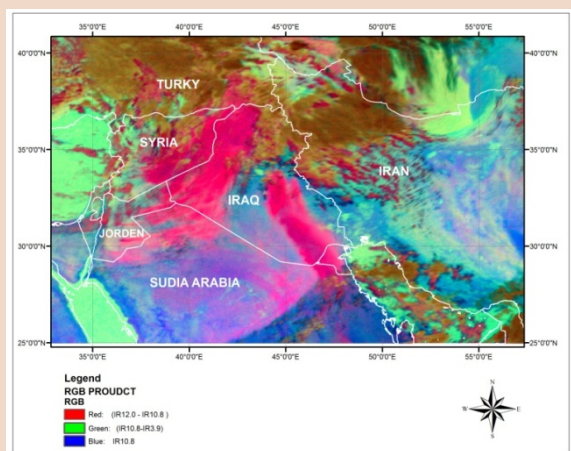 35°0'0"E 40°0'0"E 45°0'0"E 50°0'0"E 55°0'0"E
40°0'0"N 40°0'0"N
TURKY
SYRIA
35°0'0"N 35°0'0"N
IRAN
IRAQ
JORDEN
30°0'0"N 30°0'0"N
SUDIA ARABIA
25°0'0"N 25°0'0"N
35°0'0"E 40°0'0"E 45°0'0"E 50°0'0"E 55°0'0"E
Legend
RGB PROUDCT
RGB
Red: (IR12.0 - IR10.8 )
Green: (IR10.8-IR3.9)
Blue: IR10.8
N
W E
S